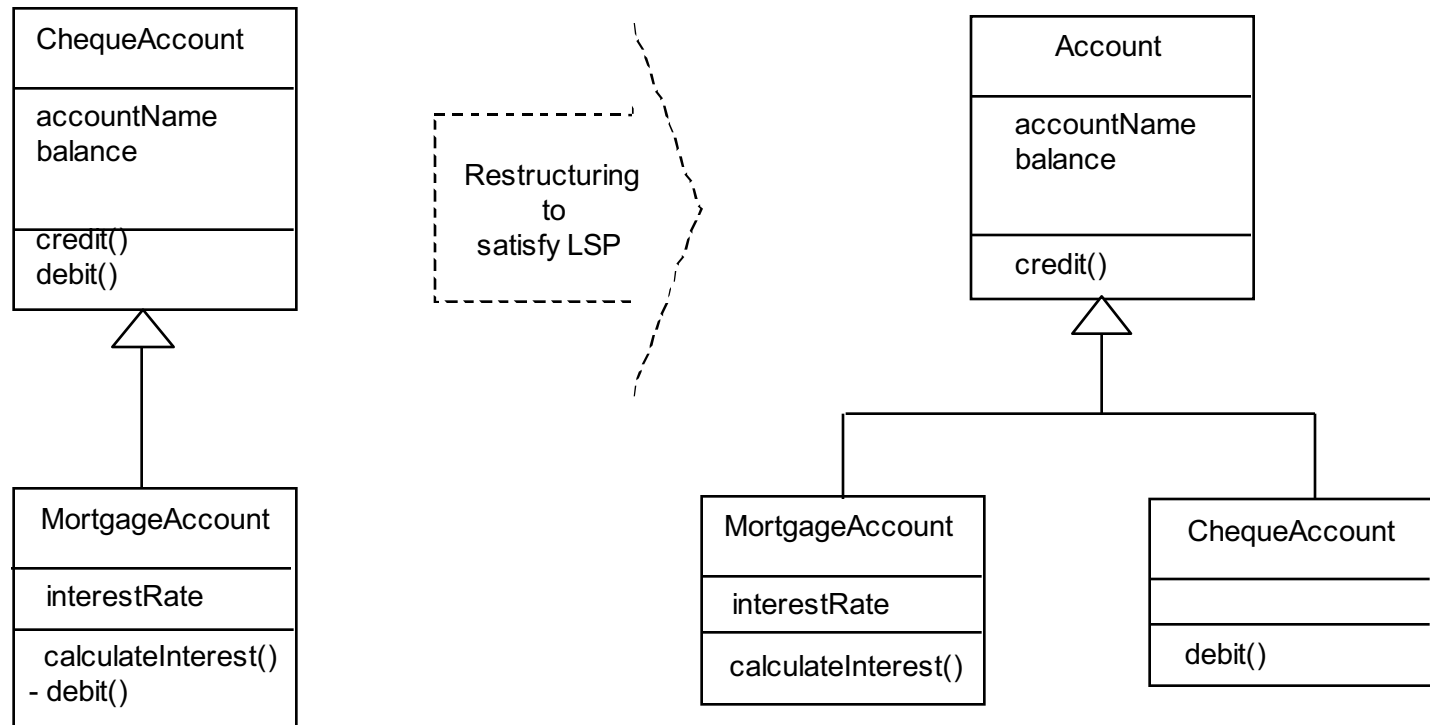 ChequeAccount
accountName
balance
credit()
debit()
MortgageAccount
interestRate
calculateInterest()
- debit()
Restructuring
to
satisfy LSP
Account
accountName
balance
credit()
MortgageAccount
interestRate
calculateInterest()
ChequeAccount
debit()